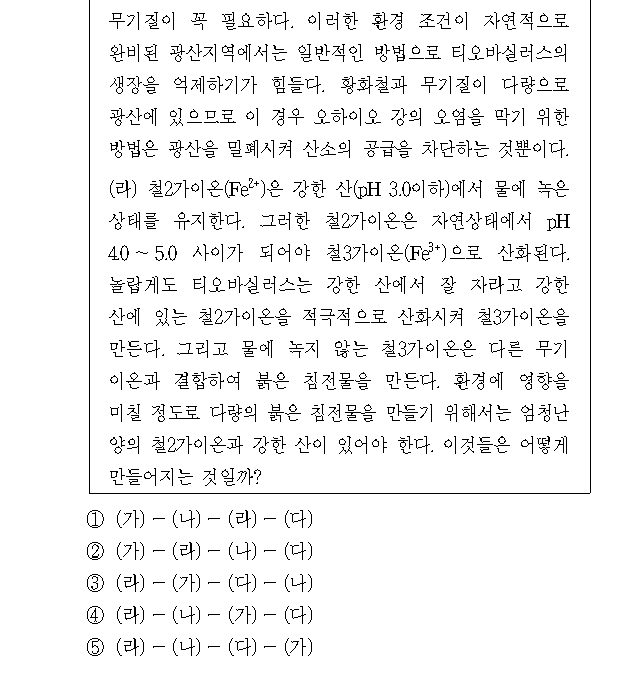 무기질이 꼭 필요하다. 이러한 환경 조건이 자연적으로
완비된 광산지역에서는 일반적인 방법으로 티오바실러스의
생장을 억제하기가 힘들다. 황화철과 무기질이 다량으로
광산에 있으므로 이 경우 오하이오 강의 오염을 막기 위한
방법은 광산을 밀폐시켜 산소의 공급을 차단하는 것뿐이다.
(라) 철2가이온(Fe²⁺)은 강한 산(pH 3.0이하)에서 물에 녹은
상태를 유지한다. 그러한 철2가이온은 자연상태에서 pH
4.0 ~ 5.0 사이가 되어야 철3가이온(Fe³⁺)으로 산화된다.
놀랍게도 티오바실러스는 강한 산에서 잘 자라고 강한
산에 있는 철2가이온을 적극적으로 산화시켜 철3가이온을
만든다. 그리고 물에 녹지 않는 철3가이온은 다른 무기
이온과 결합하여 붉은 침전물을 만든다. 환경에 영향을
미칠 정도로 다량의 붉은 침전물을 만들기 위해서는 엄청난
양의 철2가이온과 강한 산이 있어야 한다. 이것들은 어떻게
만들어지는 것일까?
① (가) - (나) - (라) - (다)
② (가) - (라) - (나) - (다)
③ (라) - (가) - (다) - (나)
④ (라) - (나) - (가) - (다)
⑤ (라) - (나) - (다) - (가)